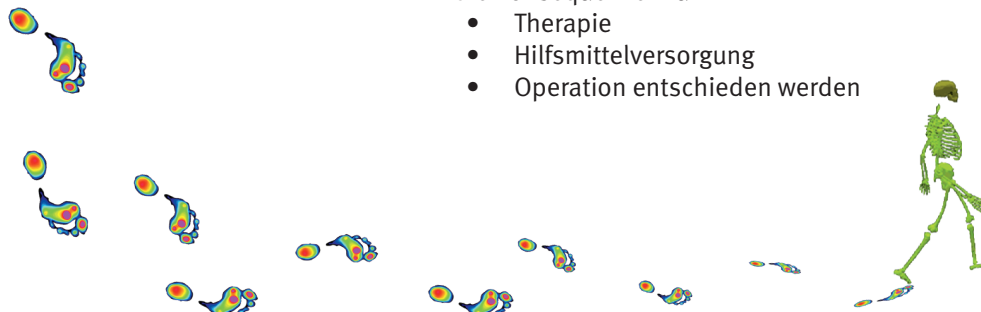 • Therapie
• Hilfsmittelversorgung
• Operation entschieden werden